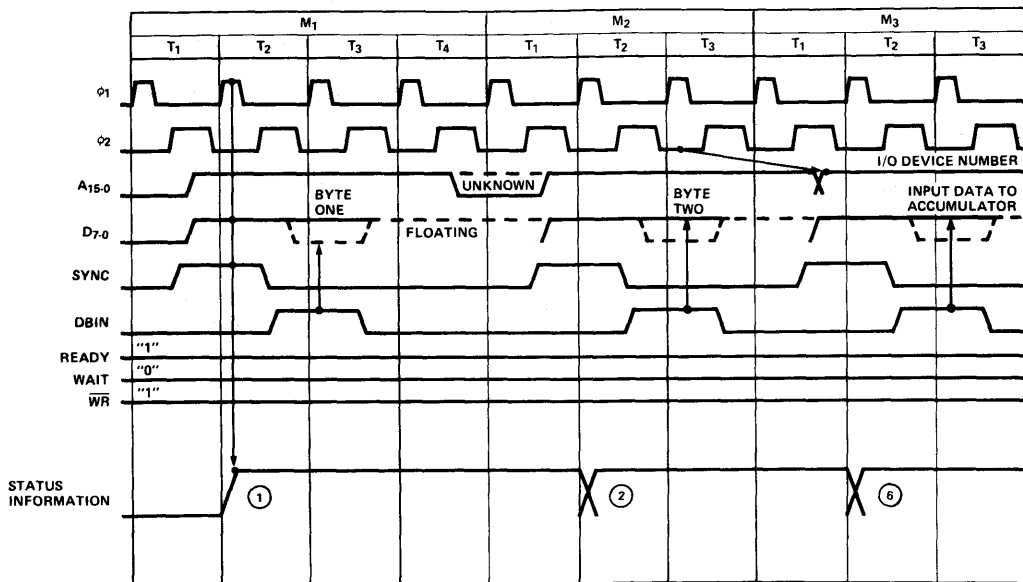 M1 M2 M3
T1 T2 T3 T4 T1 T2 T3 T1 T2 T3
φ1
φ2
I/O DEVICE NUMBER
A15-0
UNKNOWN
BYTE
ONE
BYTE
TWO
INPUT DATA TO
ACCUMULATOR
D7-0
FLOATING
SYNC
DBIN
"1"
READY
"0"
WAIT
"1"
W̅R̅
STATUS
INFORMATION
1 2 6